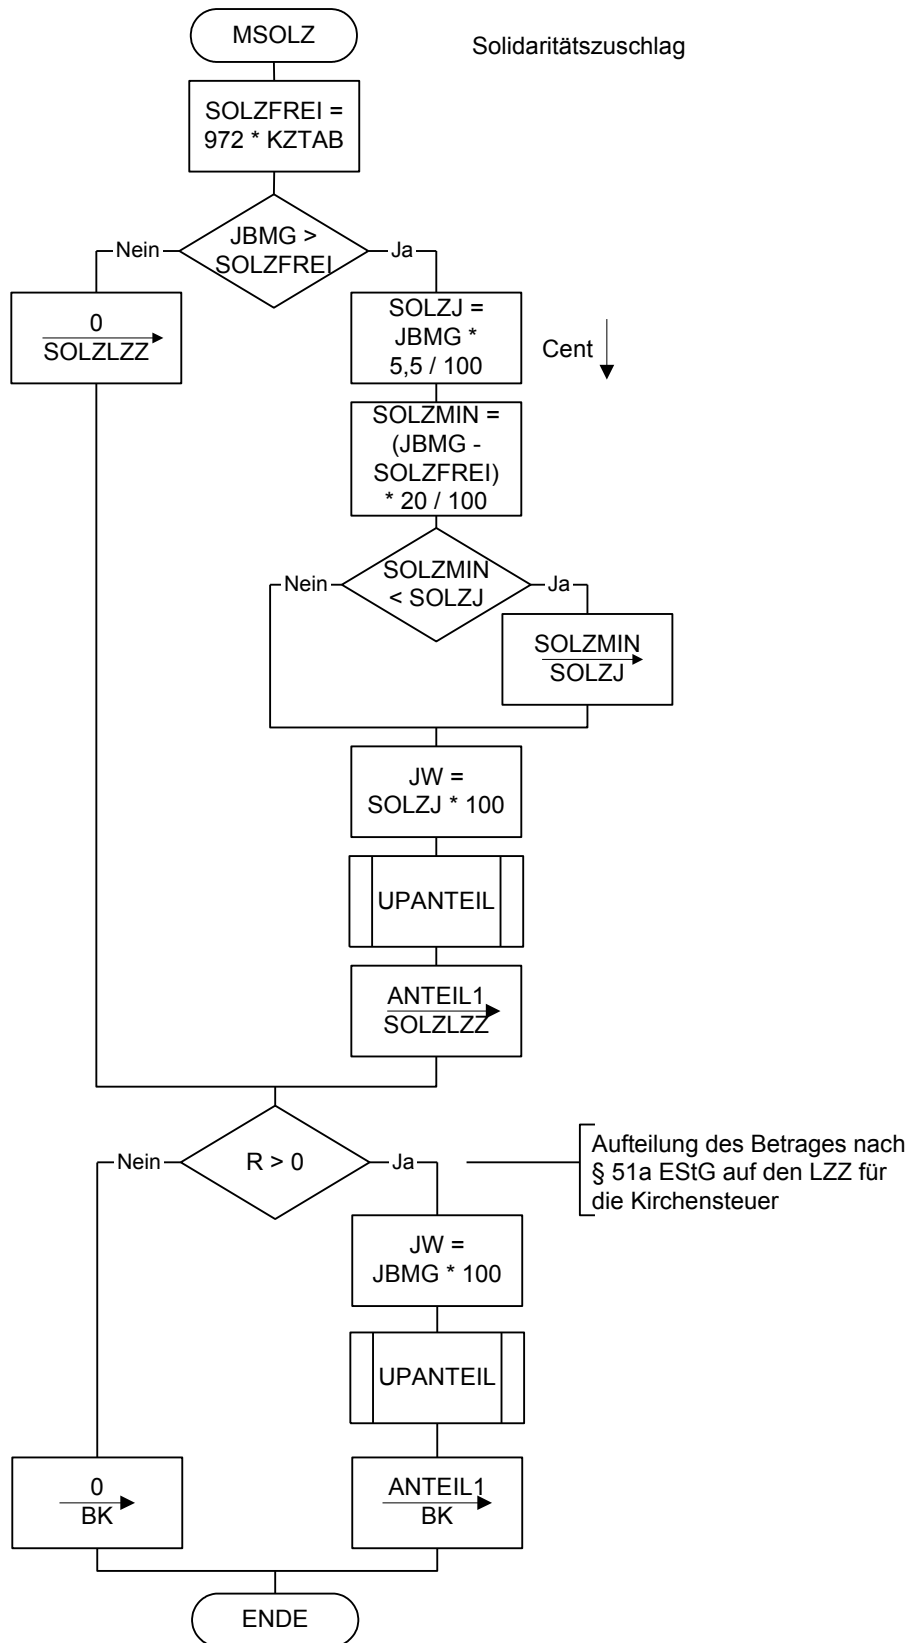 MSOLZ
Solidaritätszuschlag
SOLZFREI =
972 * KZTAB
JBMG >
SOLZFREI
Nein
Ja
0
SOLZLZZ
SOLZJ =
JBMG *
5,5 / 100
Cent
SOLZMIN =
(JBMG -
SOLZFREI)
* 20 / 100
SOLZMIN
< SOLZJ
Nein
Ja
SOLZMIN
SOLZJ
JW =
SOLZJ * 100
UPANTEIL
ANTEIL1
SOLZLZZ
R > 0
Nein
Ja
Aufteilung des Betrages nach
§ 51a EStG auf den LZZ für
die Kirchensteuer
JW =
JBMG * 100
UPANTEIL
0
BK
ANTEIL1
BK
ENDE